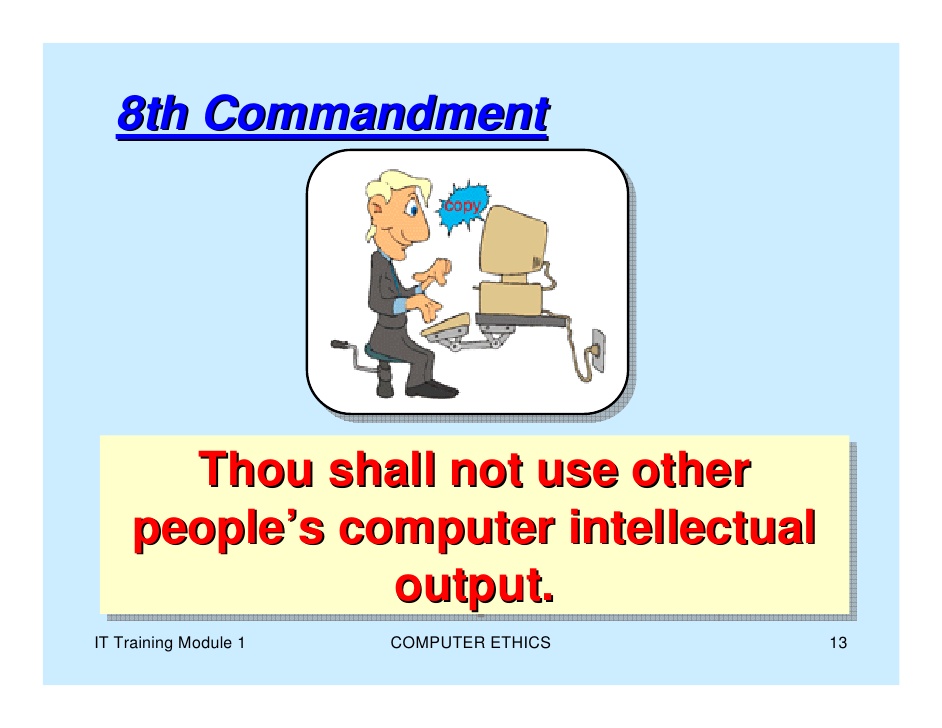 8th Commandment
copy
Thou shall not use other
people’s computer intellectual
output.
IT Training Module 1 COMPUTER ETHICS 13